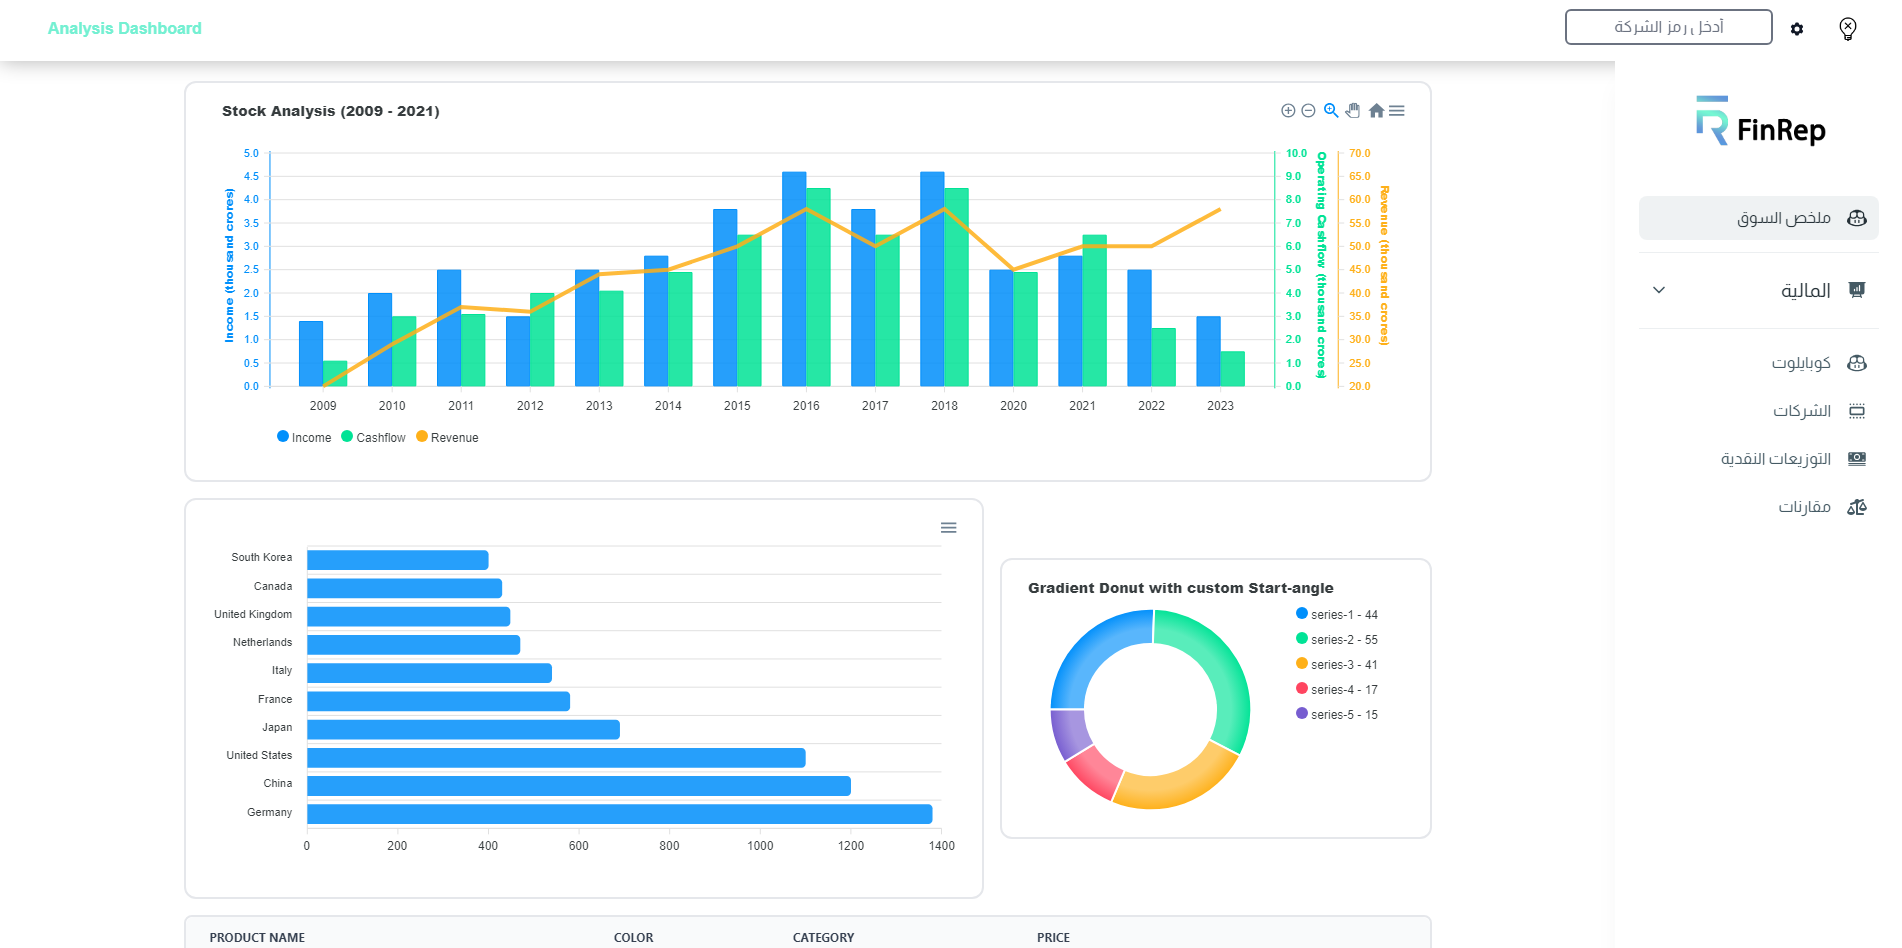 Analysis Dashboard
أدخل رمز الشركة
FinRep
ملخص السوق
المالية
كوبايلوت
الشركات
التوزيعات النقدية
مقارنات
Stock Analysis (2009 - 2021)
Income (thousand crores)
5.0
4.5
4.0
3.5
3.0
2.5
2.0
1.5
1.0
0.5
0.0
10.0
9.0
8.0
7.0
6.0
5.0
4.0
3.0
2.0
1.0
0.0
Operating Cashflow (thousand crores)
70.0
65.0
60.0
55.0
50.0
45.0
40.0
35.0
30.0
25.0
20.0
Revenue (thousand crores)
2009 2010 2011 2012 2013 2014 2015 2016 2017 2018 2020 2021 2022 2023
Income Cashflow Revenue
South Korea
Canada
United Kingdom
Netherlands
Italy
France
Japan
United States
China
Germany
0 200 400 600 800 1000 1200 1400
Gradient Donut with custom Start-angle
series-1 - 44
series-2 - 55
series-3 - 41
series-4 - 17
series-5 - 15
PRODUCT NAME COLOR CATEGORY PRICE